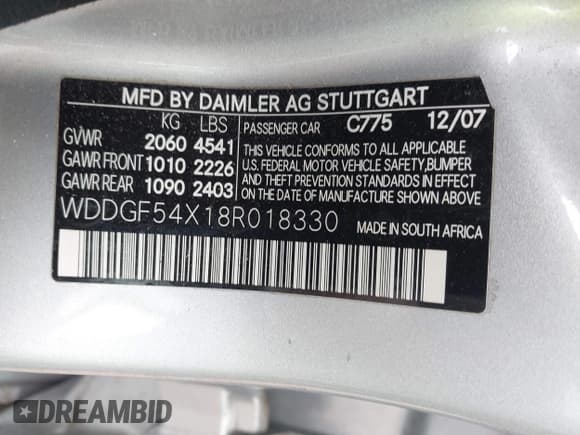 MFD BY DAIMLER AG STUTTGART
KG LBS PASSENGER CAR C775 12/07
GVWR 2060 4541
GAWR FRONT 1010 2226
GAWR REAR 1090 2403
THIS VEHICLE CONFORMS TO ALL APPLICABLE
U.S. FEDERAL MOTOR VEHICLE SAFETY, BUMPER
AND THEFT PREVENTION STANDARDS IN EFFECT
ON THE DATE OF MANUFACTURE SHOWN ABOVE
WDDGF54X18R018330 MADE IN SOUTH AFRICA
DREAMBID